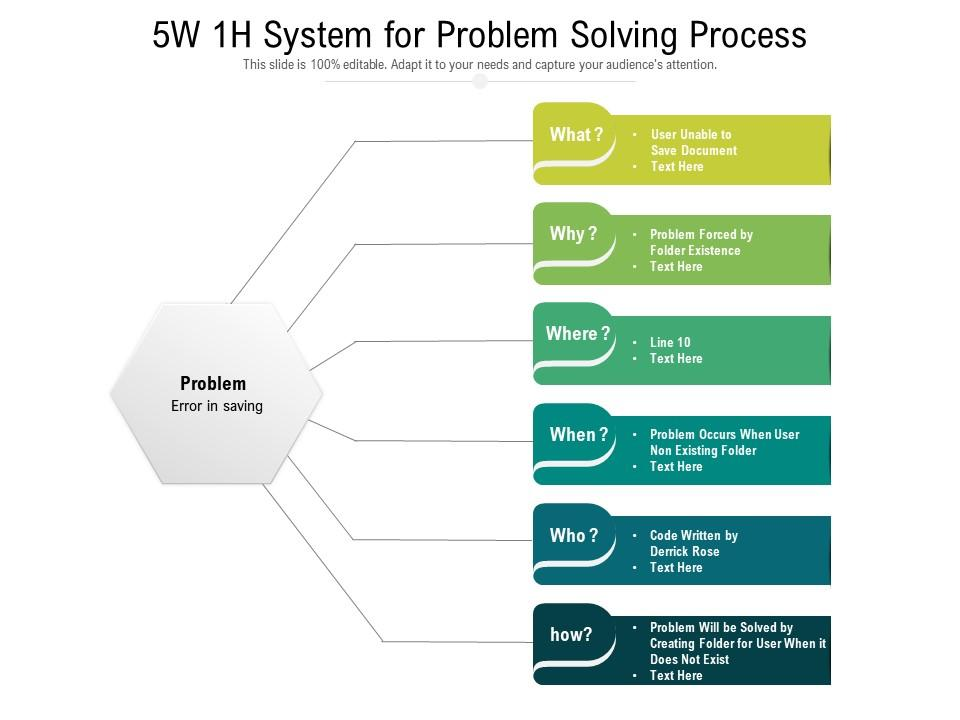 5W 1H System for Problem Solving Process
This slide is 100% editable. Adapt it to your needs and capture your audience's attention.
Problem
Error in saving
What ?
• User Unable to
Save Document
• Text Here
Why ?
• Problem Forced by
Folder Existence
• Text Here
Where ?
• Line 10
• Text Here
When ?
• Problem Occurs When User
Non Existing Folder
• Text Here
Who ?
• Code Written by
Derrick Rose
• Text Here
how?
• Problem Will be Solved by
Creating Folder for User When it
Does Not Exist
• Text Here